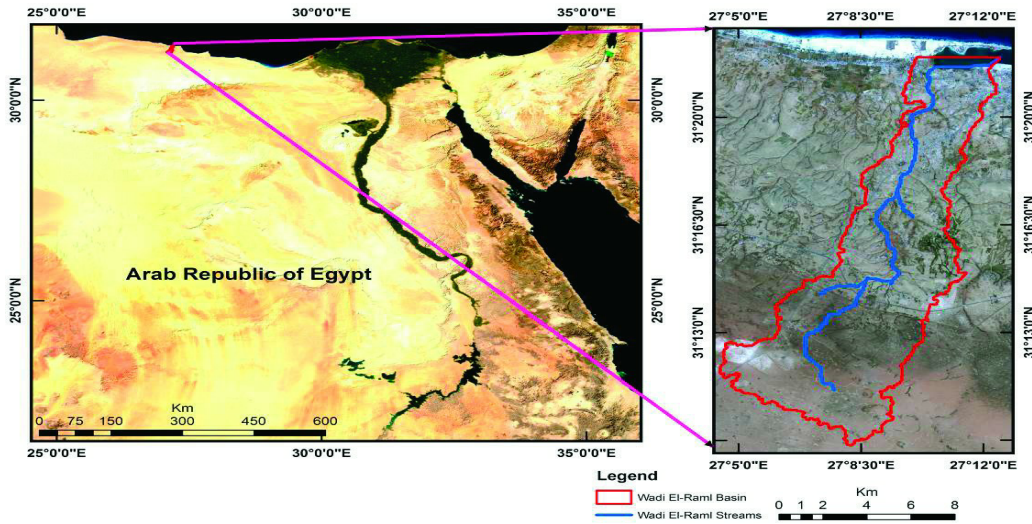 25°0'0"E
30°0'0"E
35°0'0"E
27°5'0"E
27°8'30"E
27°12'0"E
30°0'0"N
25°0'0"N
30°0'0"N
25°0'0"N
31°20'0"N
31°16'30"N
31°13'0"N
31°20'0"N
31°16'30"N
31°13'0"N
Arab Republic of Egypt
Km
0 75 150 300 450 600
25°0'0"E
30°0'0"E
35°0'0"E
27°5'0"E
27°8'30"E
27°12'0"E
Legend
Wadi El-Raml Basin
Wadi El-Raml Streams
Km
0 1 2 4 6 8